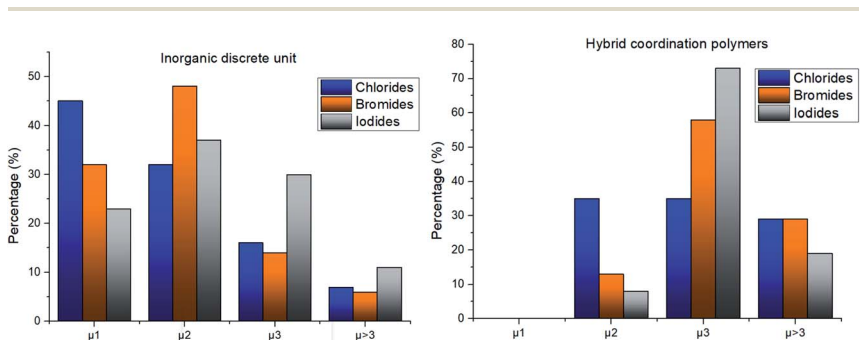 Inorganic discrete unit
Chlorides
Bromides
Iodides
Percentage (%)
50
40
30
20
10
0
μ1
μ2
μ3
μ>3
Hybrid coordination polymers
Chlorides
Bromides
Iodides
Percentage (%)
80
70
60
50
40
30
20
10
0
μ1
μ2
μ3
μ>3